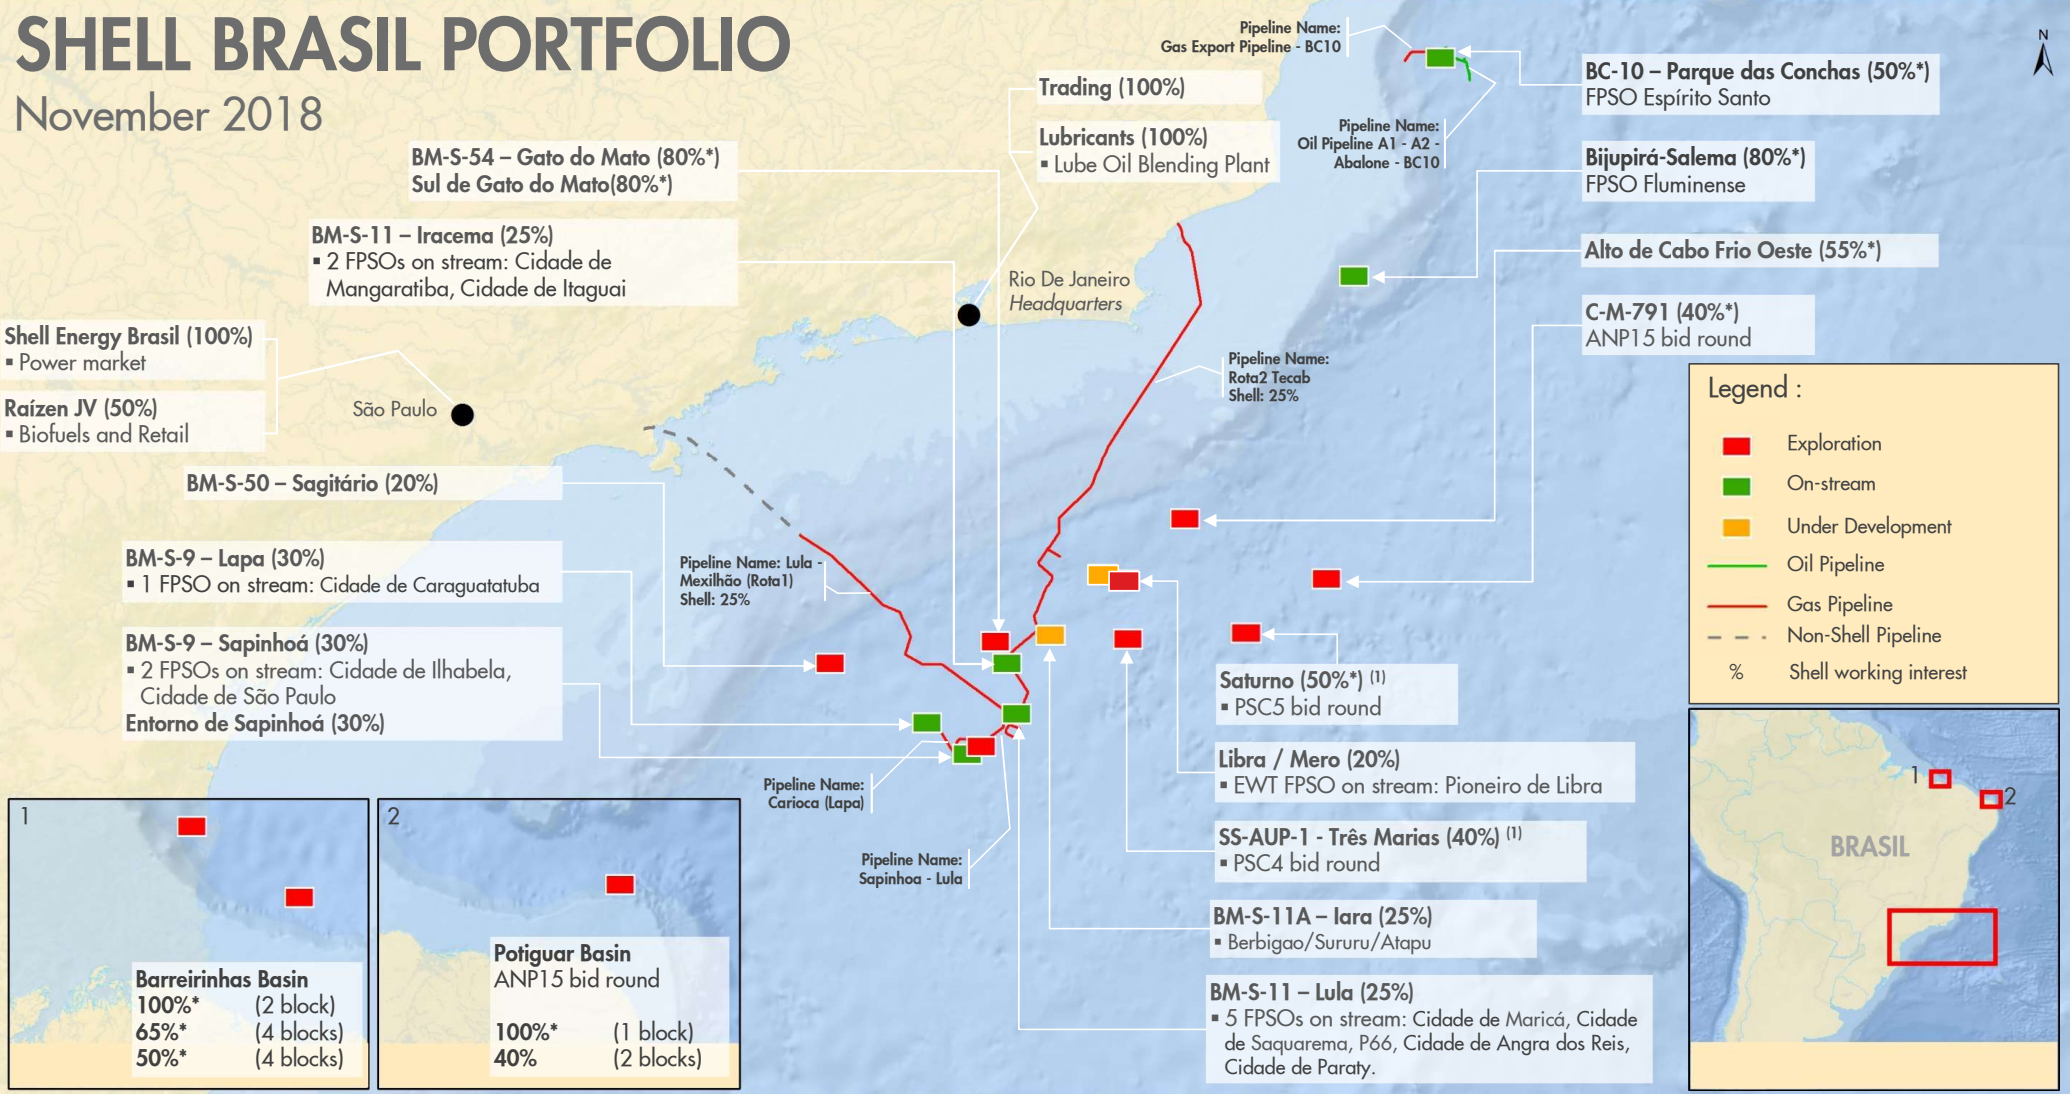 SHELL BRASIL PORTFOLIO
November 2018
Pipeline Name:
Gas Export Pipeline - BC10
N
BC-10 – Parque das Conchas (50%*)
FPSO Espírito Santo
Trading (100%)
Lubricants (100%)
▪ Lube Oil Blending Plant
Pipeline Name:
Oil Pipeline A1 - A2 -
Abalone - BC10
Bijupirá-Salema (80%*)
FPSO Fluminense
BM-S-54 – Gato do Mato (80%*)
Sul de Gato do Mato(80%*)
BM-S-11 – Iracema (25%)
▪ 2 FPSOs on stream: Cidade de
Mangaratiba, Cidade de Itaguai
Alto de Cabo Frio Oeste (55%*)
Rio De Janeiro
Headquarters
C-M-791 (40%*)
ANP15 bid round
Shell Energy Brasil (100%)
▪ Power market
Raízen JV (50%)
▪ Biofuels and Retail
São Paulo
Pipeline Name:
Rota2 Tecab
Shell: 25%
Legend :
Exploration
On-stream
Under Development
Oil Pipeline
Gas Pipeline
Non-Shell Pipeline
% Shell working interest
BM-S-50 – Sagitário (20%)
BM-S-9 – Lapa (30%)
▪ 1 FPSO on stream: Cidade de Caraguatatuba
Pipeline Name: Lula -
Mexilhão (Rota1)
Shell: 25%
BM-S-9 – Sapinhoá (30%)
▪ 2 FPSOs on stream: Cidade de Ilhabela,
Cidade de São Paulo
Entorno de Sapinhoá (30%)
Saturno (50%*) (1)
▪ PSC5 bid round
Libra / Mero (20%)
▪ EWT FPSO on stream: Pioneiro de Libra
Pipeline Name:
Carioca (Lapa)
SS-AUP-1 - Três Marias (40%) (1)
▪ PSC4 bid round
Pipeline Name:
Sapinhoa - Lula
BM-S-11A – Iara (25%)
▪ Berbigao/Sururu/Atapu
BM-S-11 – Lula (25%)
▪ 5 FPSOs on stream: Cidade de Maricá, Cidade
de Saquarema, P66, Cidade de Angra dos Reis,
Cidade de Paraty.
1
Barreirinhas Basin
100%* (2 block)
65%* (4 blocks)
50%* (4 blocks)
2
Potiguar Basin
ANP15 bid round
100%* (1 block)
40% (2 blocks)
1
2
BRASIL